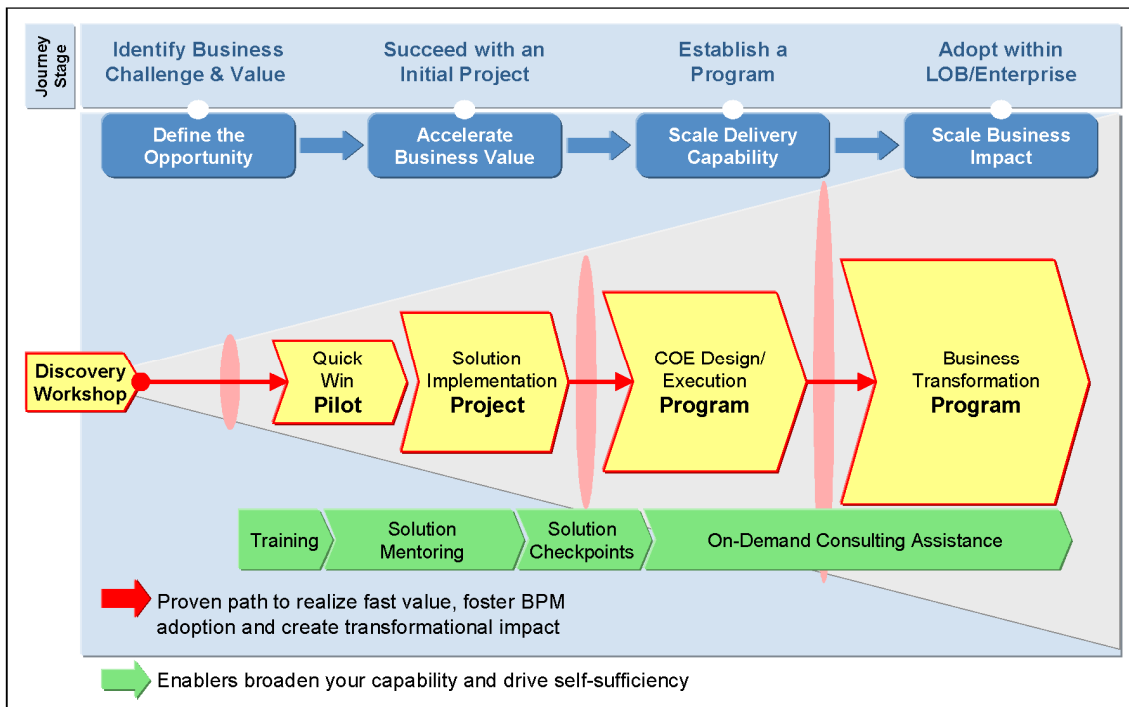 Journey
Stage
Identify Business
Challenge & Value
Succeed with an
Initial Project
Establish a
Program
Adopt within
LOB/Enterprise
Define the
Opportunity
Accelerate
Business Value
Scale Delivery
Capability
Scale Business
Impact
Discovery
Workshop
Quick
Win
Pilot
Solution
Implementation
Project
COE Design/
Execution
Program
Business
Transformation
Program
Training
Solution
Mentoring
Solution
Checkpoints
On-Demand Consulting Assistance
Proven path to realize fast value, foster BPM
adoption and create transformational impact
Enablers broaden your capability and drive self-sufficiency